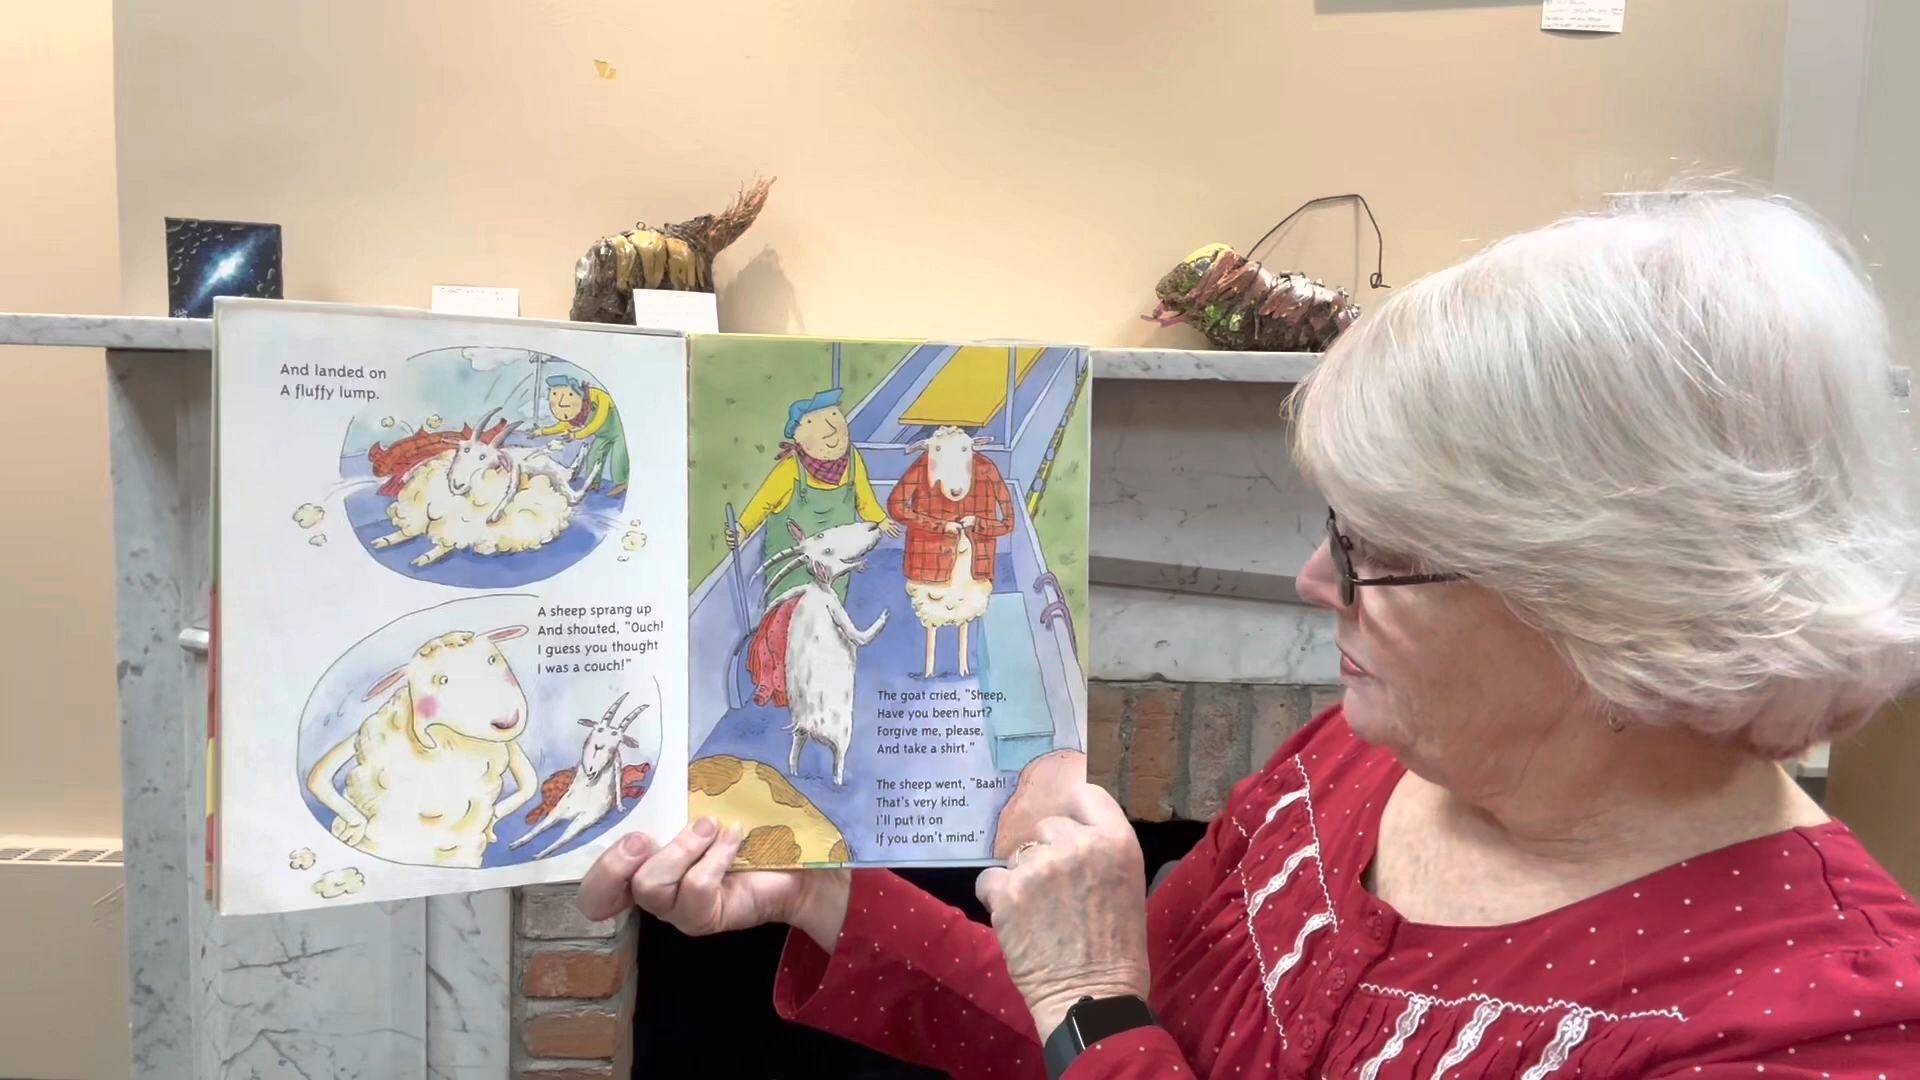 And landed on
A fluffy lump.
A sheep sprang up
And shouted, "Ouch!
I guess you thought
I was a couch!"
The goat cried, "Sheep,
Have you been hurt?
Forgive me, please,
And take a shirt."
The sheep went, "Baah!
That's very kind.
I'll put it on
If you don't mind."